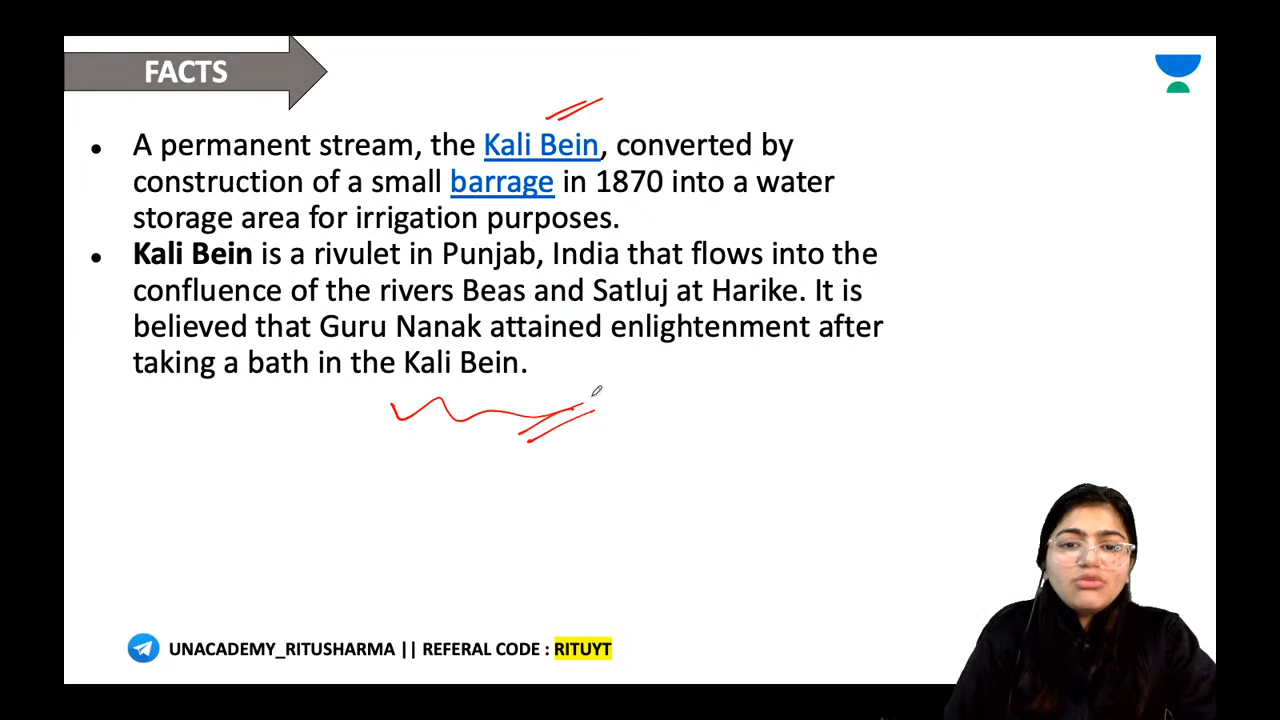 FACTS
• A permanent stream, the Kali Bein, converted by
construction of a small barrage in 1870 into a water
storage area for irrigation purposes.
• Kali Bein is a rivulet in Punjab, India that flows into the
confluence of the rivers Beas and Satluj at Harike. It is
believed that Guru Nanak attained enlightenment after
taking a bath in the Kali Bein.
UNACADEMY_RITUSHARMA || REFERAL CODE : RITUYT